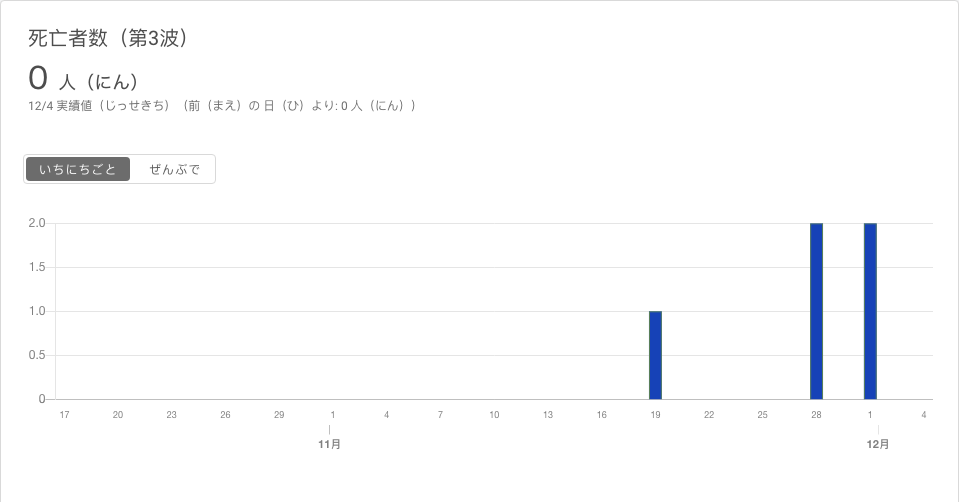 死亡者数（第3波）
0 人（にん）
12/4 実績値（じっせきち）（前（まえ）の 日（ひ）より: 0 人（にん））
いちにちごと ぜんぶで
2.0
1.5
1.0
0.5
0
17 20 23 26 29 1 4 7 10 13 16 19 22 25 28 1 4
11月 12月